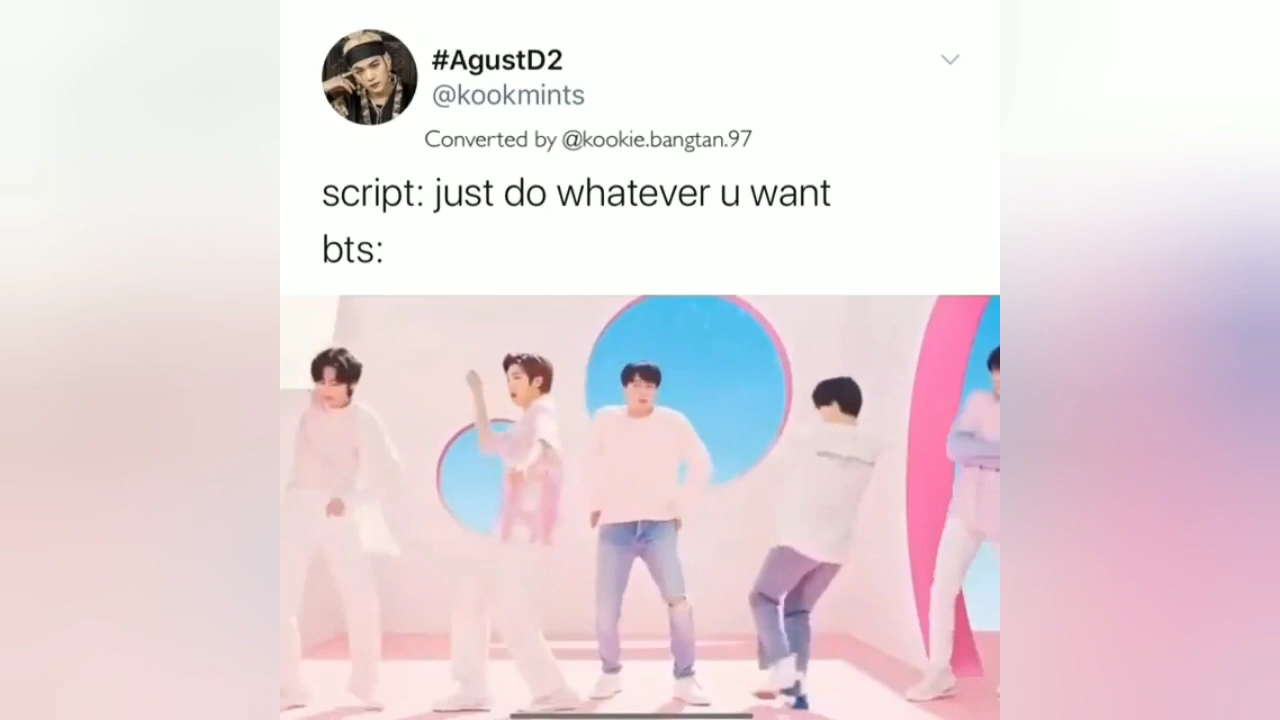 #AgustD2
@kookmints
Converted by @kookie.bangtan.97
script: just do whatever u want
bts: